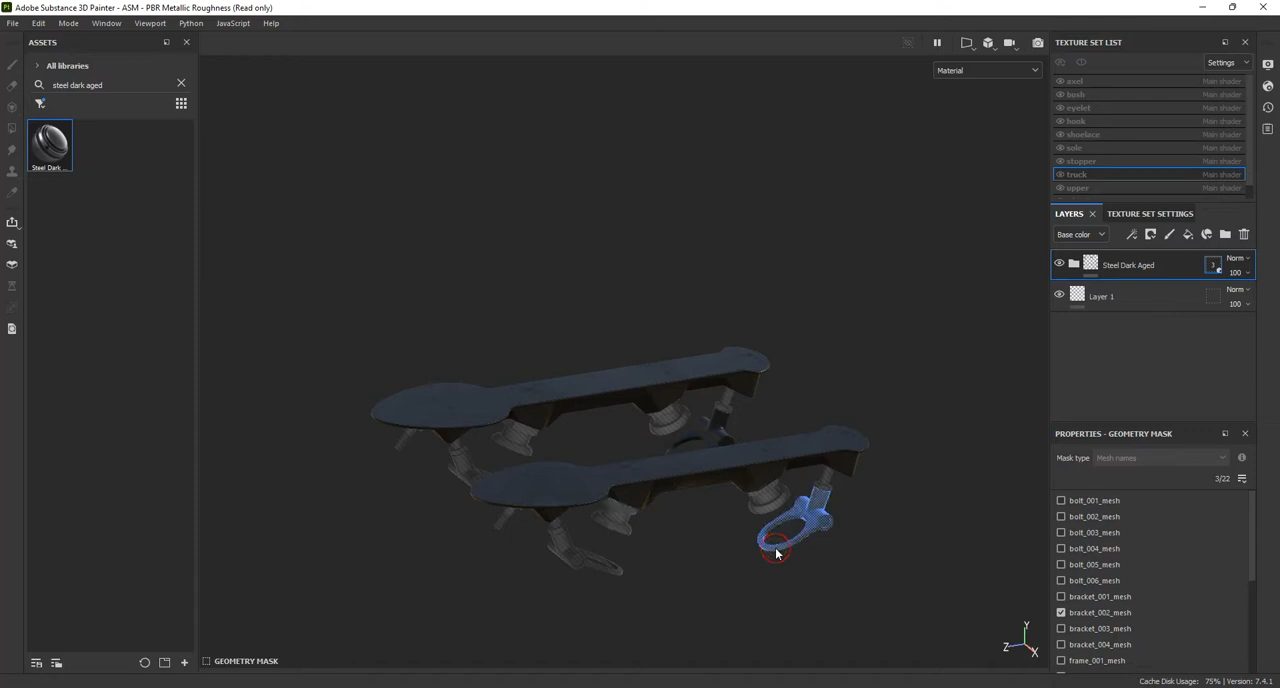 Adobe Substance 3D Painter - ASM - PBR Metallic Roughness (Read only)
File Edit Mode Window Viewport Python JavaScript Help
ASSETS
All libraries
steel dark aged
Steel Dark ...
Material
TEXTURE SET LIST
Settings
axel Main shader
bush Main shader
eyelet Main shader
hook Main shader
shoelace Main shader
sole Main shader
stopper Main shader
truck Main shader
upper Main shader
LAYERS TEXTURE SET SETTINGS
Base color
Steel Dark Aged 3 Norm
100
Layer 1 Norm
100
PROPERTIES - GEOMETRY MASK
Mask type Mesh names
3/22
bolt_001_mesh
bolt_002_mesh
bolt_003_mesh
bolt_004_mesh
bolt_005_mesh
bolt_006_mesh
bracket_001_mesh
bracket_002_mesh
bracket_003_mesh
bracket_004_mesh
frame_001_mesh
Y
Z
X
GEOMETRY MASK
Cache Disk Usage: 75% | Version: 7.4.1